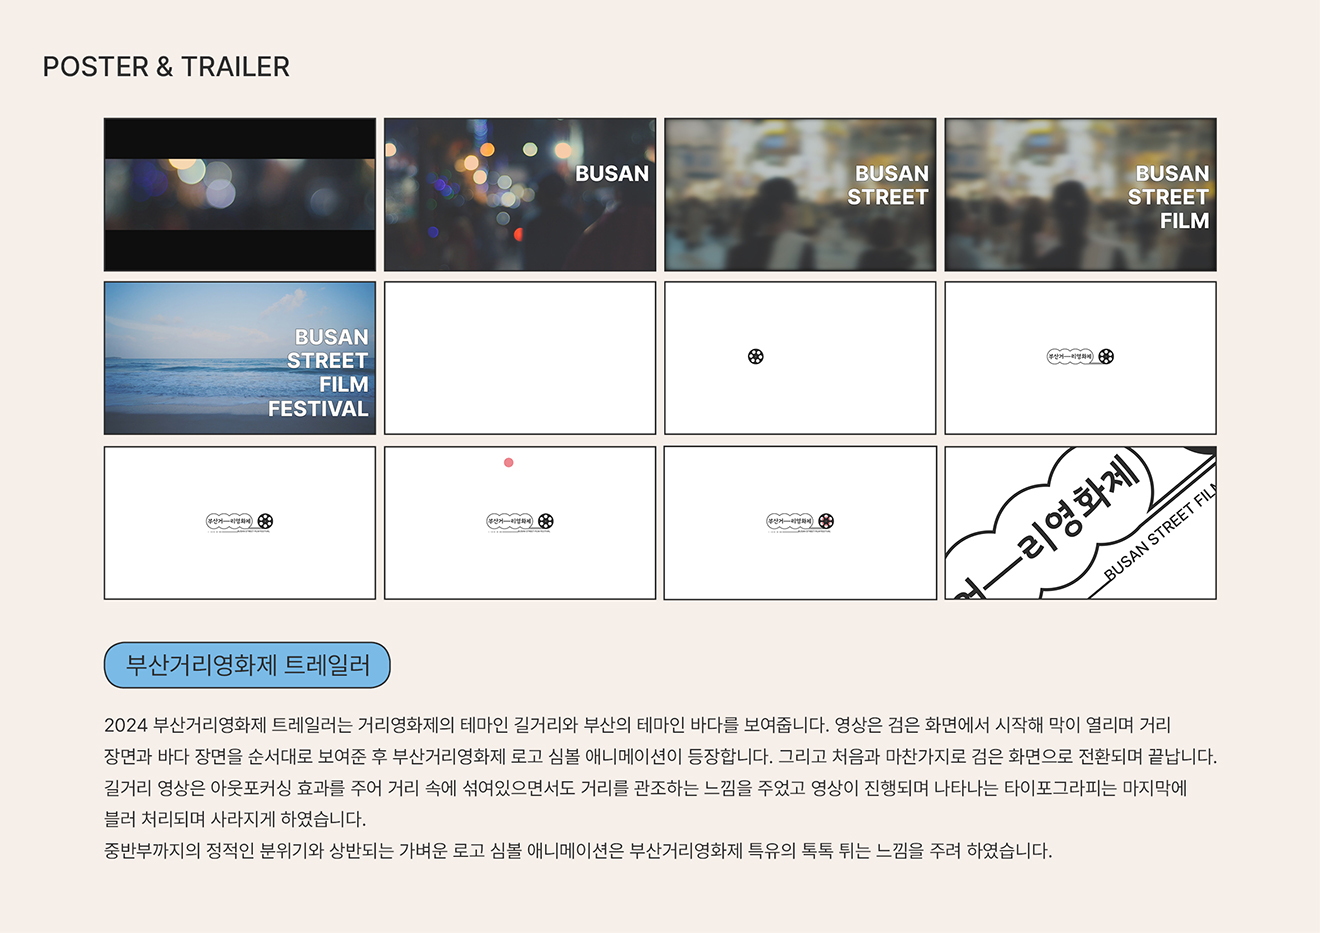 POSTER & TRAILER
BUSAN
BUSAN
STREET
BUSAN
STREET
FILM
BUSAN
STREET
FILM
FESTIVAL
부산거—리영화제
부산거—리영화제
부산거—리영화제
부산거—리영화제
거—리영화제
BUSAN STREET FILM
부산거리영화제 트레일러
2024 부산거리영화제 트레일러는 거리영화제의 테마인 길거리와 부산의 테마인 바다를 보여줍니다. 영상은 검은 화면에서 시작해 막이 열리며 거리
장면과 바다 장면을 순서대로 보여준 후 부산거리영화제 로고 심볼 애니메이션이 등장합니다. 그리고 처음과 마찬가지로 검은 화면으로 전환되며 끝납니다.
길거리 영상은 아웃포커싱 효과를 주어 거리 속에 섞여있으면서도 거리를 관조하는 느낌을 주었고 영상이 진행되며 나타나는 타이포그라피는 마지막에
블러 처리되며 사라지게 하였습니다.
중반부까지의 정적인 분위기와 상반되는 가벼운 로고 심볼 애니메이션은 부산거리영화제 특유의 톡톡 튀는 느낌을 주려 하였습니다.